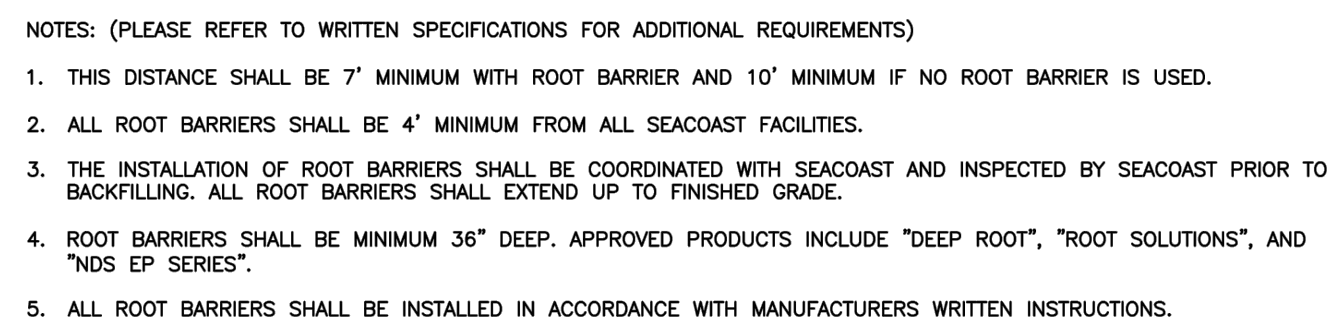 NOTES: (PLEASE REFER TO WRITTEN SPECIFICATIONS FOR ADDITIONAL REQUIREMENTS)
1. THIS DISTANCE SHALL BE 7' MINIMUM WITH ROOT BARRIER AND 10' MINIMUM IF NO ROOT BARRIER IS USED.
2. ALL ROOT BARRIERS SHALL BE 4' MINIMUM FROM ALL SEACOAST FACILITIES.
3. THE INSTALLATION OF ROOT BARRIERS SHALL BE COORDINATED WITH SEACOAST AND INSPECTED BY SEACOAST PRIOR TO
BACKFILLING. ALL ROOT BARRIERS SHALL EXTEND UP TO FINISHED GRADE.
4. ROOT BARRIERS SHALL BE MINIMUM 36" DEEP. APPROVED PRODUCTS INCLUDE "DEEP ROOT", "ROOT SOLUTIONS", AND
"NDS EP SERIES".
5. ALL ROOT BARRIERS SHALL BE INSTALLED IN ACCORDANCE WITH MANUFACTURERS WRITTEN INSTRUCTIONS.